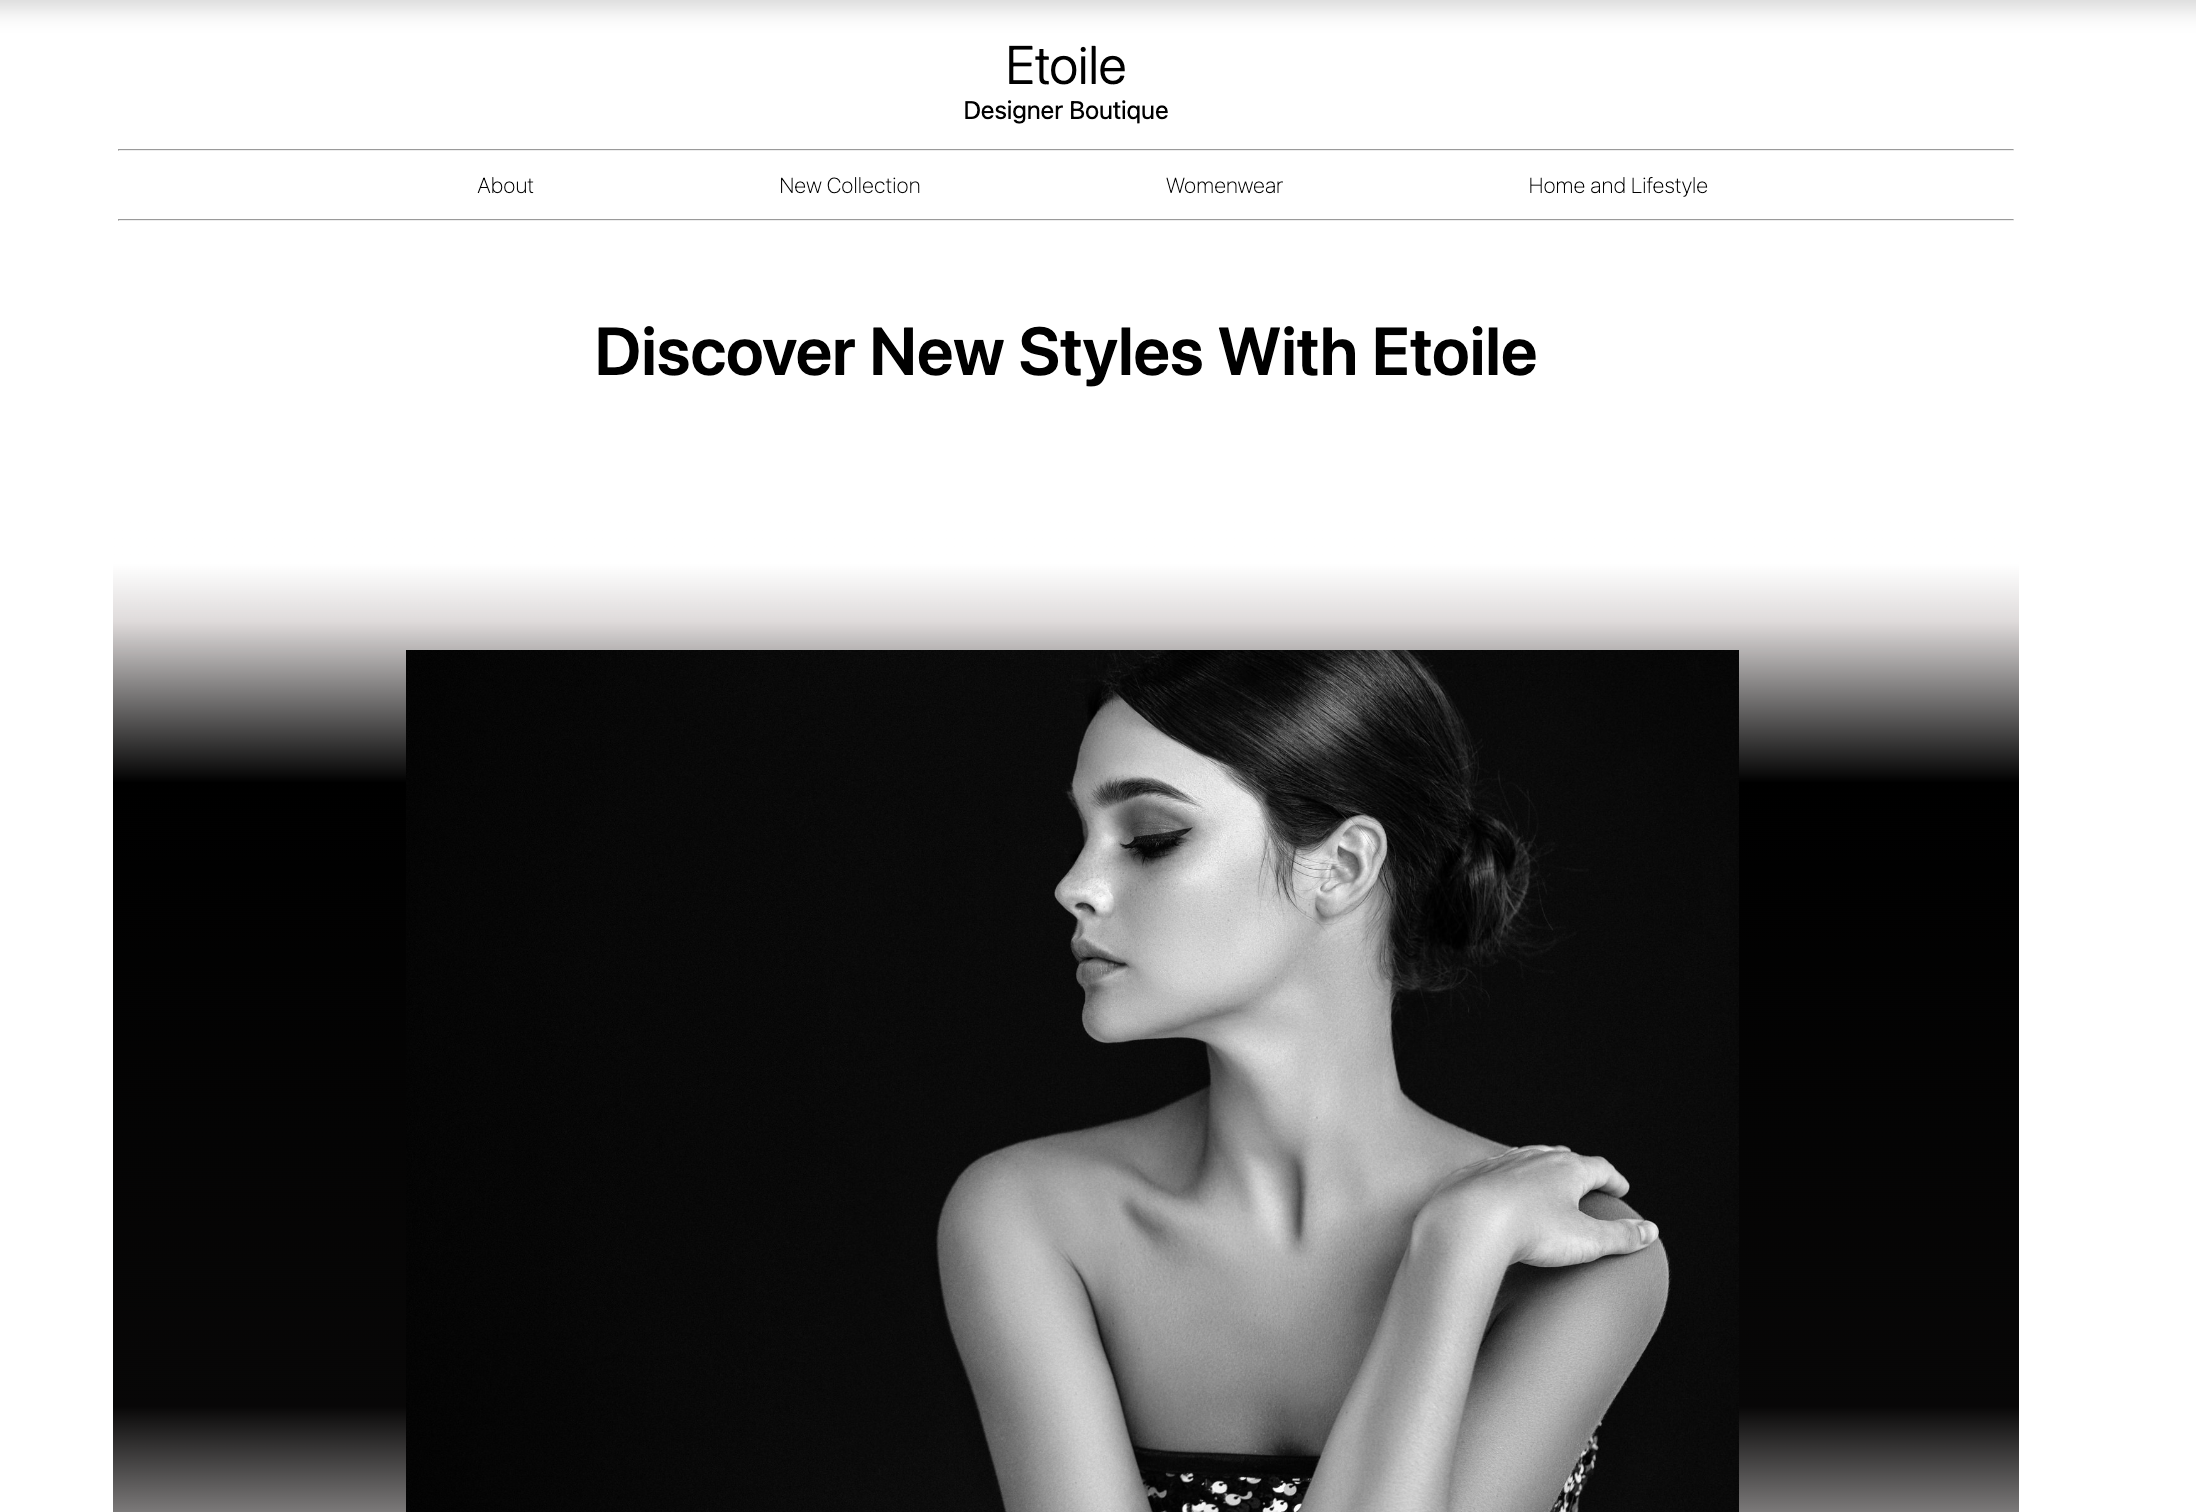 Etoile
Designer Boutique
About New Collection Womenwear Home and Lifestyle
Discover New Styles With Etoile